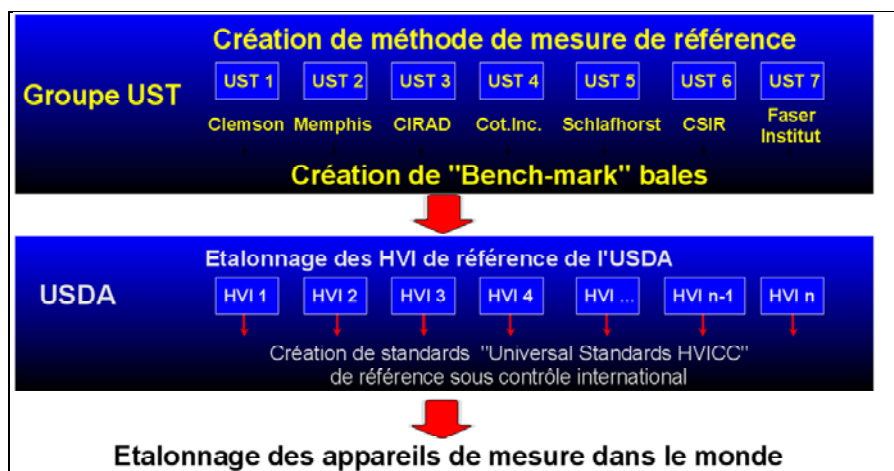 Création de méthode de mesure de référence
Groupe UST
UST 1 UST 2 UST 3 UST 4 UST 5 UST 6 UST 7
Clemson Memphis CIRAD Cot.Inc. Schlafhorst CSIR Faser Institut
Création de "Bench-mark" bales
Etalonnage des HVI de référence de l'USDA
USDA
HVI 1 HVI 2 HVI 3 HVI 4 HVI ... HVI n-1 HVI n
Création de standards "Universal Standards HVICC"
de référence sous contrôle international
Etalonnage des appareils de mesure dans le monde